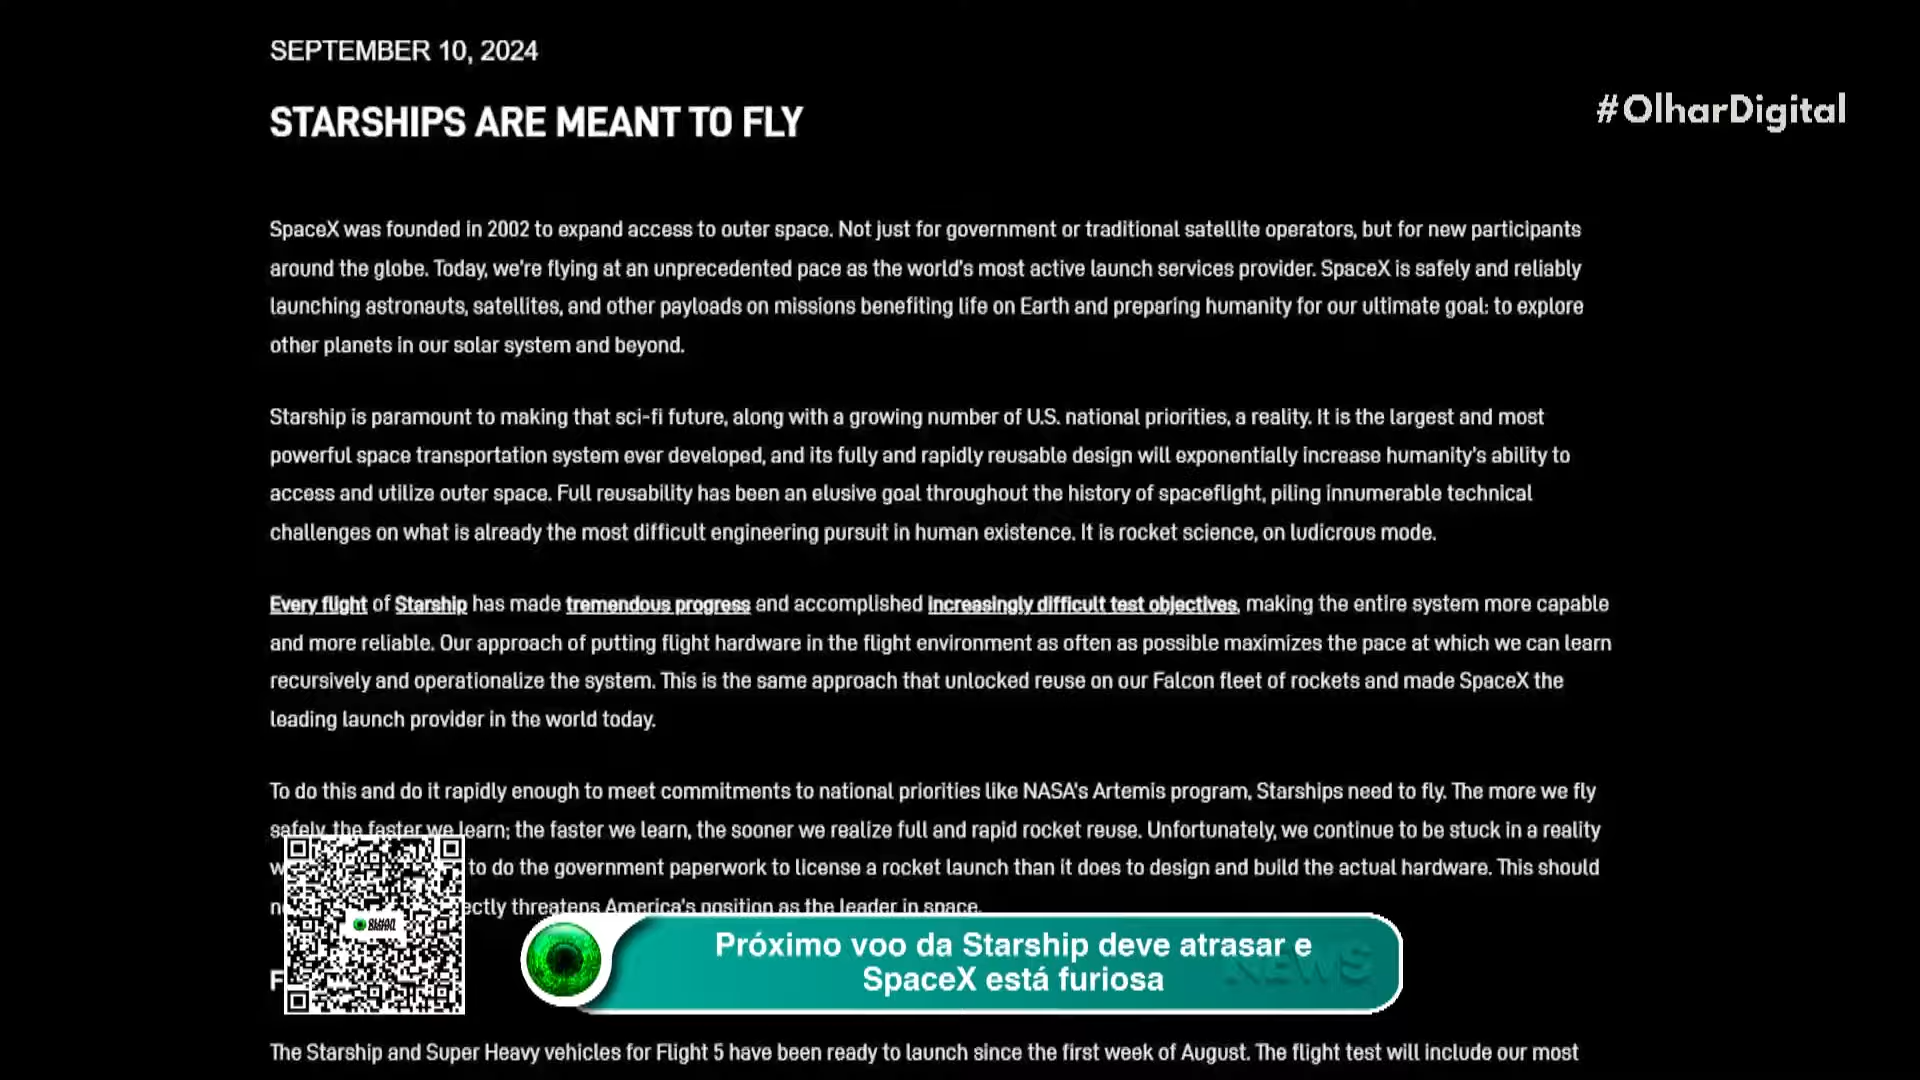 SEPTEMBER 10, 2024
#OlharDigital
STARSHIPS ARE MEANT TO FLY
SpaceX was founded in 2002 to expand access to outer space. Not just for government or traditional satellite operators, but for new participants
around the globe. Today, we're flying at an unprecedented pace as the world's most active launch services provider. SpaceX is safely and reliably
launching astronauts, satellites, and other payloads on missions benefiting life on Earth and preparing humanity for our ultimate goal: to explore
other planets in our solar system and beyond.
Starship is paramount to making that sci-fi future, along with a growing number of U.S. national priorities, a reality. It is the largest and most
powerful space transportation system ever developed, and its fully and rapidly reusable design will exponentially increase humanity's ability to
access and utilize outer space. Full reusability has been an elusive goal throughout the history of spaceflight, piling innumerable technical
challenges on what is already the most difficult engineering pursuit in human existence. It is rocket science, on ludicrous mode.
Every flight of Starship has made tremendous progress and accomplished increasingly difficult test objectives, making the entire system more capable
and more reliable. Our approach of putting flight hardware in the flight environment as often as possible maximizes the pace at which we can learn
recursively and operationalize the system. This is the same approach that unlocked reuse on our Falcon fleet of rockets and made SpaceX the
leading launch provider in the world today.
To do this and do it rapidly enough to meet commitments to national priorities like NASA's Artemis program, Starships need to fly. The more we fly
safely, the faster we learn; the faster we learn, the sooner we realize full and rapid rocket reuse. Unfortunately, we continue to be stuck in a reality
to do the government paperwork to license a rocket launch than it does to design and build the actual hardware. This should
threatens America's position as the leader in space.
Próximo voo da Starship deve atrasar e
SpaceX está furiosa
NEWS
The Starship and Super Heavy vehicles for Flight 5 have been ready to launch since the first week of August. The flight test will include our most